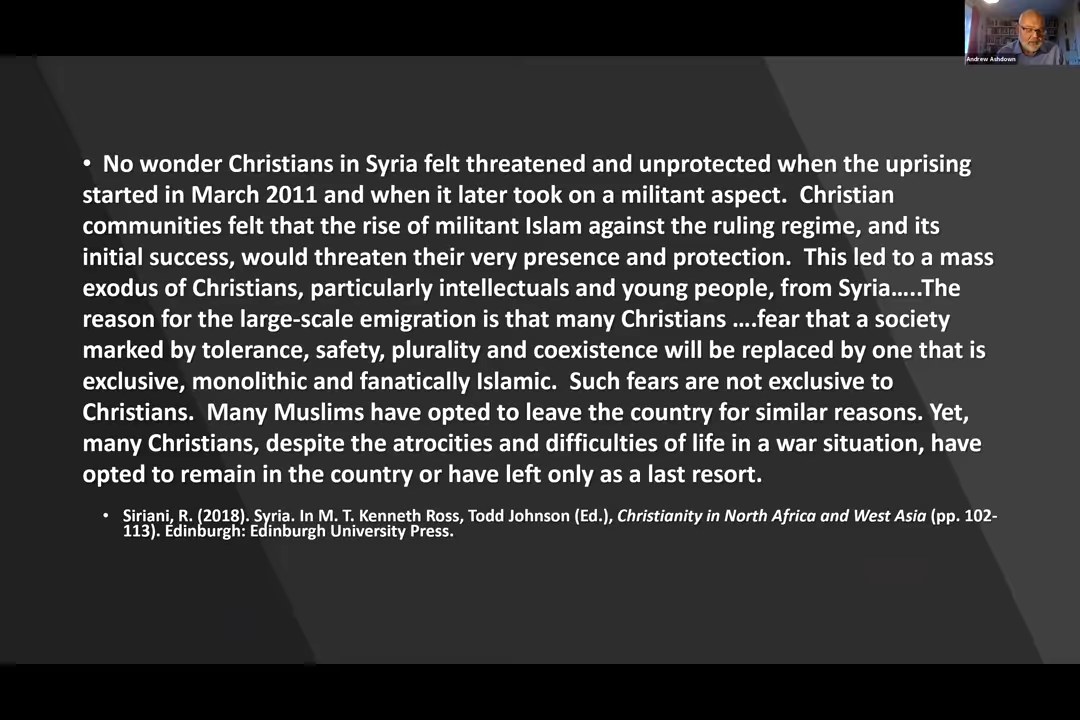 Andrew Ashdown
• No wonder Christians in Syria felt threatened and unprotected when the uprising
started in March 2011 and when it later took on a militant aspect.  Christian
communities felt that the rise of militant Islam against the ruling regime, and its
initial success, would threaten their very presence and protection.  This led to a mass
exodus of Christians, particularly intellectuals and young people, from Syria…..The
reason for the large-scale emigration is that many Christians ….fear that a society
marked by tolerance, safety, plurality and coexistence will be replaced by one that is
exclusive, monolithic and fanatically Islamic.  Such fears are not exclusive to
Christians.  Many Muslims have opted to leave the country for similar reasons. Yet,
many Christians, despite the atrocities and difficulties of life in a war situation, have
opted to remain in the country or have left only as a last resort.
• Siriani, R. (2018). Syria. In M. T. Kenneth Ross, Todd Johnson (Ed.), Christianity in North Africa and West Asia (pp. 102-
113). Edinburgh: Edinburgh University Press.